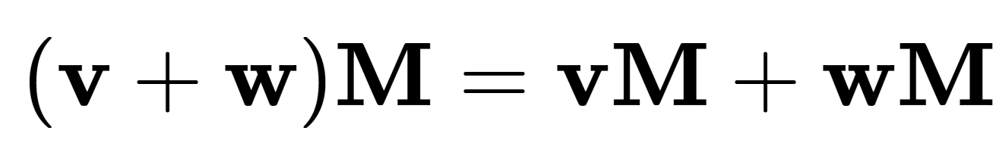 (v + w)M = vM + wM